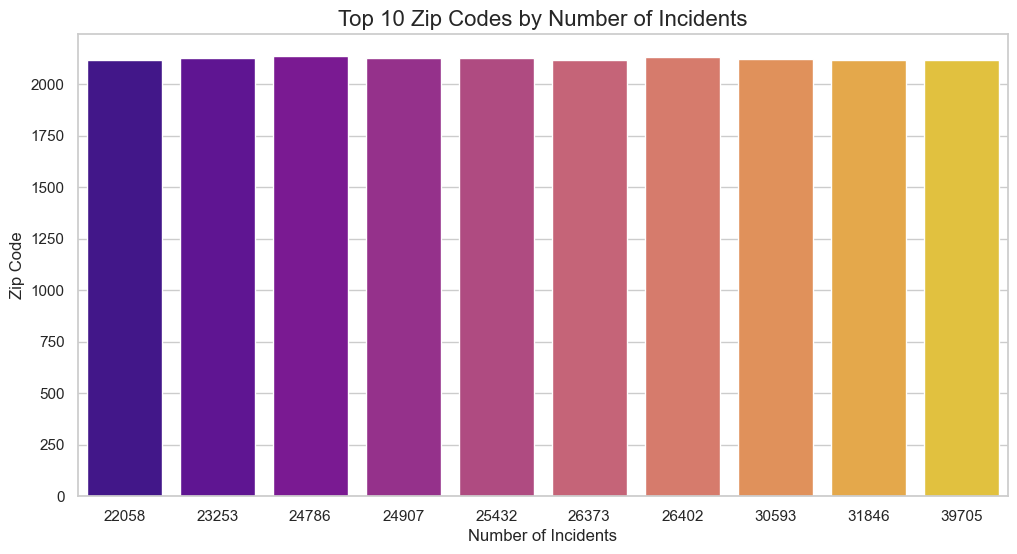 Top 10 Zip Codes by Number of Incidents
Zip Code
2000
1750
1500
1250
1000
750
500
250
0
22058 23253 24786 24907 25432 26373 26402 30593 31846 39705
Number of Incidents